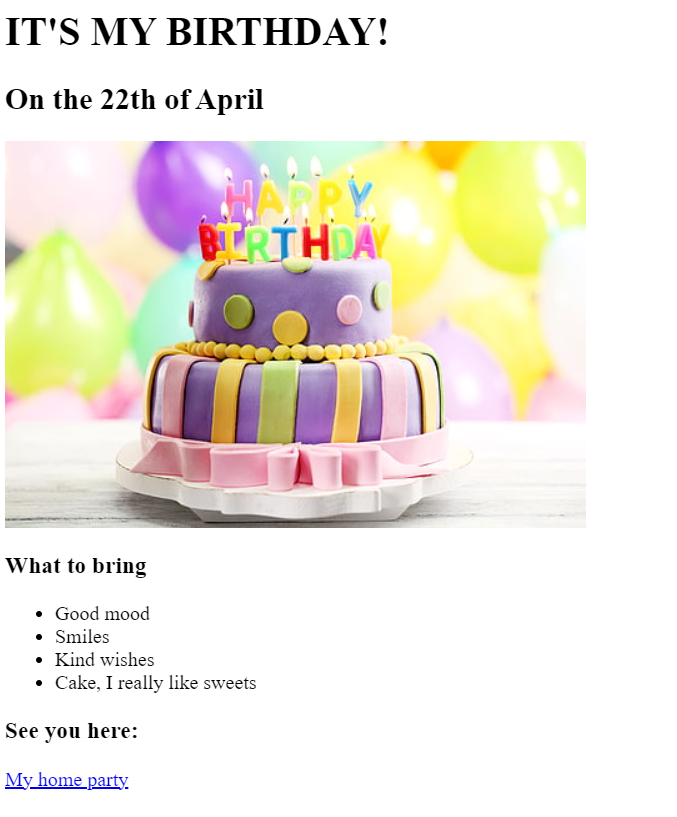 IT'S MY BIRTHDAY!
On the 22th of April
HAPPY
BIRTHDAY
What to bring
Good mood
Smiles
Kind wishes
Cake, I really like sweets
See you here:
My home party